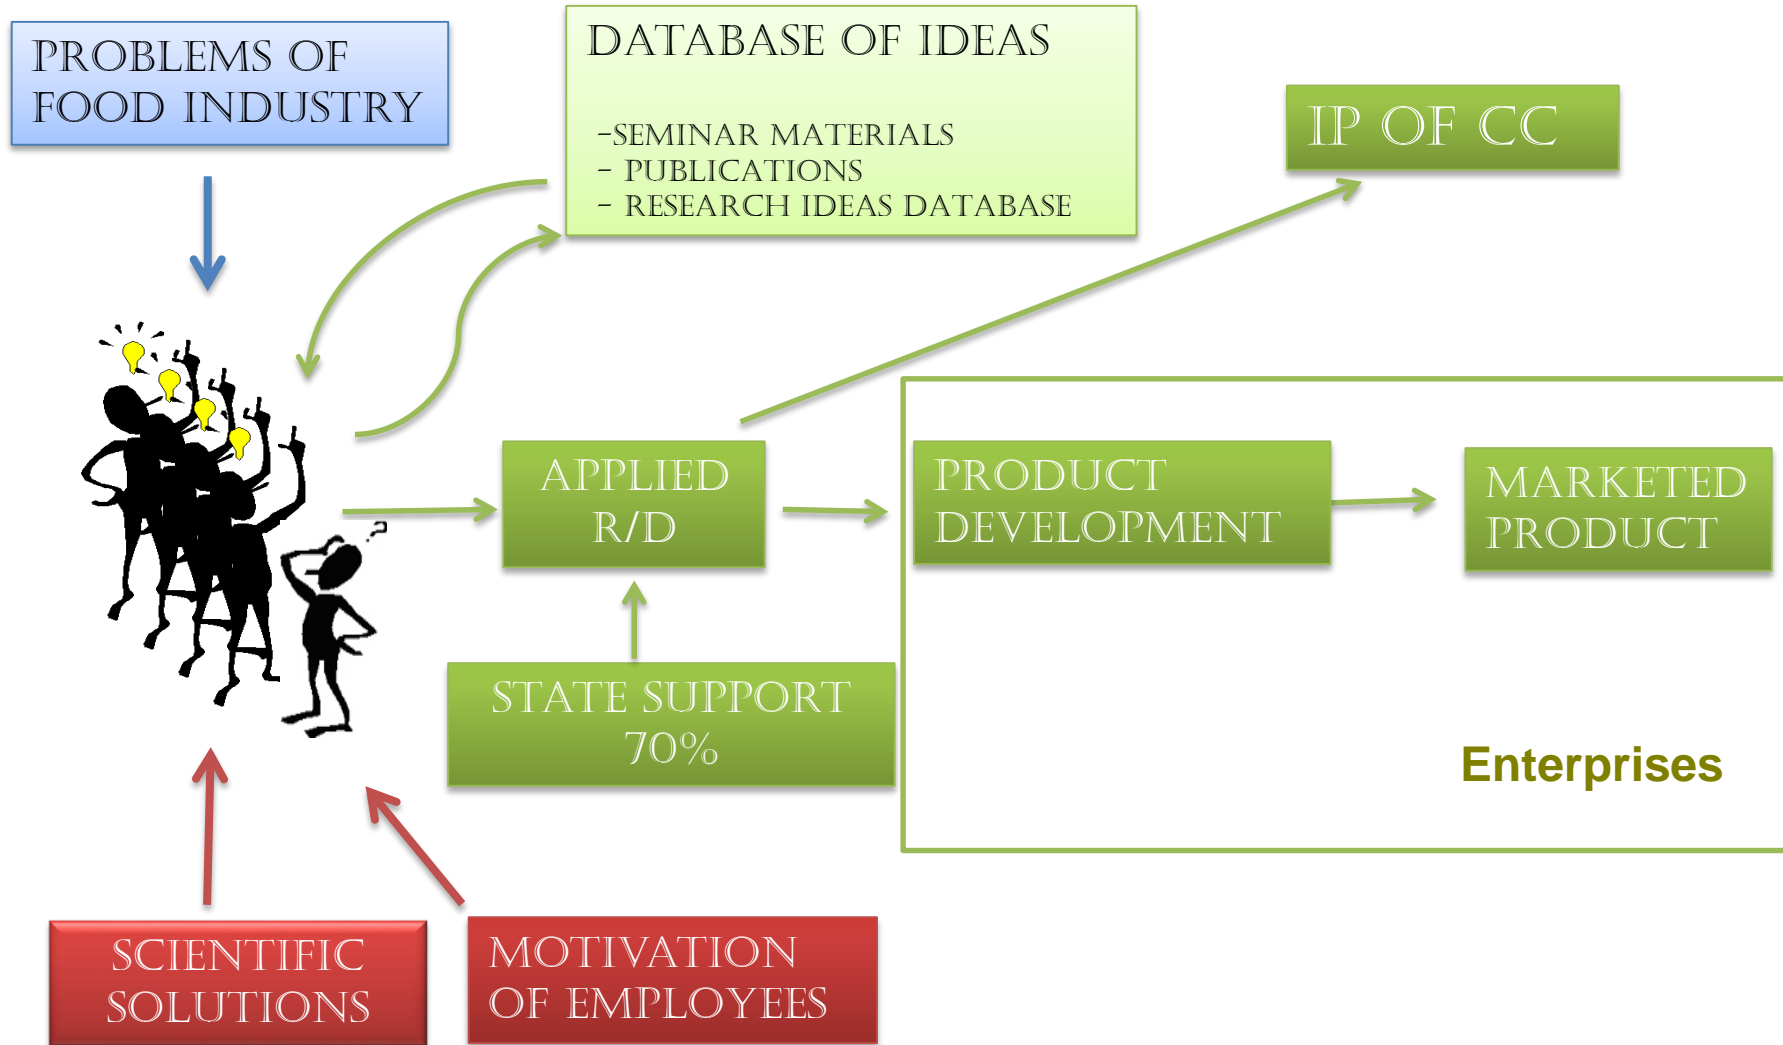 PROBLEMS OF
FOOD INDUSTRY
DATABASE OF IDEAS
-SEMINAR MATERIALS
- PUBLICATIONS
- RESEARCH IDEAS DATABASE
IP OF CC
?
APPLIED
R/D
PRODUCT
DEVELOPMENT
MARKETED
PRODUCT
STATE SUPPORT
70%
Enterprises
SCIENTIFIC
SOLUTIONS
MOTIVATION
OF EMPLOYEES